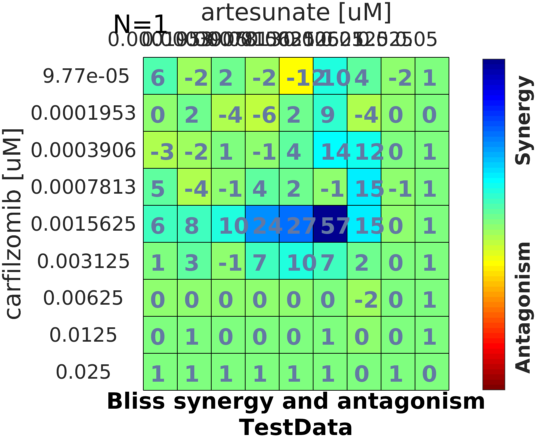 artesunate [uM]
N=1
9.77e-05 6 -2 2 -2 -12 10 4 -2 1
0.0001953 0 2 -4 -6 2 9 -4 0 0
0.0003906 -3 -2 1 -1 4 14 12 0 1
0.0007813 5 -4 -1 4 2 -1 15 -1 1
0.0015625 6 8 10 24 27 57 15 0 1
0.003125 1 3 -1 7 10 7 2 0 1
0.00625 0 0 0 0 0 0 -2 0 1
0.0125 0 1 0 0 0 1 0 0 1
0.025 1 1 1 1 1 1 0 1 0
carfilzomib [uM]
Synergy
Antagonism
Bliss synergy and antagonism
TestData